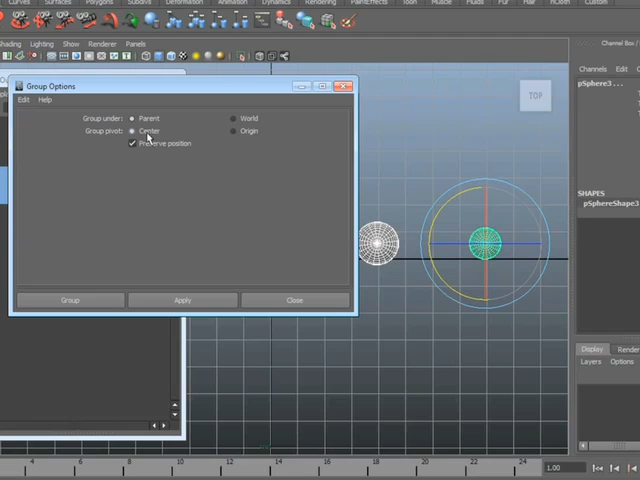 Curves Surfaces Polygons Subdivs Deformation Animation Dynamics Rendering PaintEffects Toon Muscle Fluids Fur nHair nCloth Custom
Shading Lighting Show Renderer Panels
Channel Box
Group Options
Edit Help
Channels Edit
pSphere3...
Group under: Parent World
Group pivot: Center Origin
Preserve position
TOP
SHAPES
pSphereShape3
Group Apply Close
Display Render
Layers Options
4 6 8 10 12 14 16 18 20 22 24
1.00